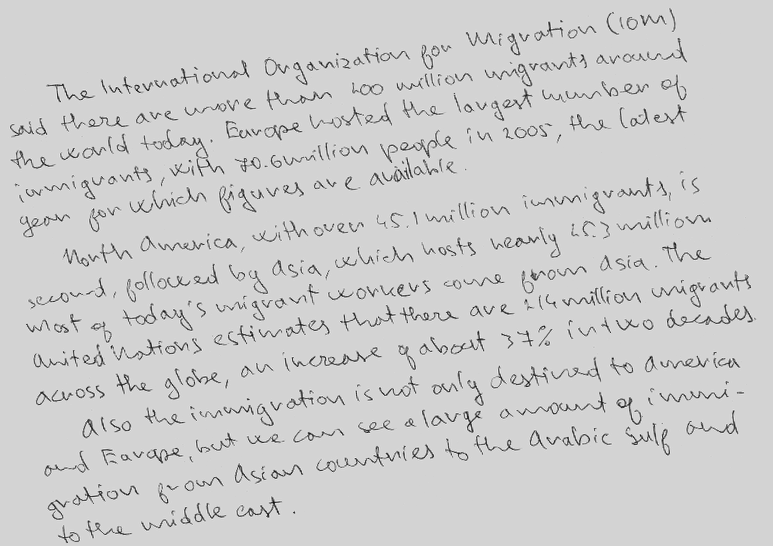 The International Organization for Migration (IOM)
said there are more than 200 million migrants around
the world today. Europe hosted the largest number of
immigrants, with 70.6 million people in 2005, the latest
year for which figures are available.
North America, with over 45.1 million immigrants, is
second, followed by Asia, which hosts nearly 25.3 million.
Most of today's migrant workers come from Asia. The
United Nations estimates that there are 214 million migrants
across the globe, an increase of about 37% in two decades.
Also the immigration is not only destined to America
and Europe, but we can see a large amount of immi-
gration from Asian countries to the Arabic Gulf and
to the middle east.